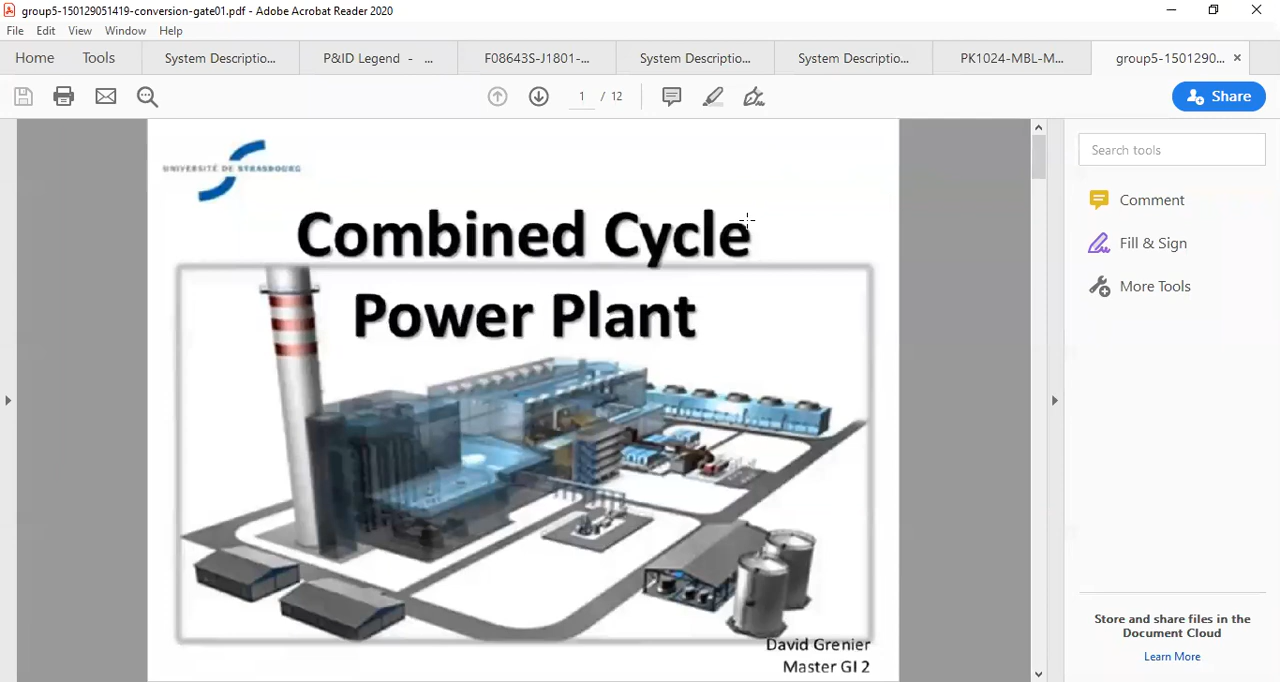 group5-150129051419-conversion-gate01.pdf - Adobe Acrobat Reader 2020
File Edit View Window Help
Home Tools System Descriptio... P&ID Legend - ... F08643S-J1801-... System Descriptio... System Descriptio... PK1024-MBL-M... group5-1501290...
1 / 12
Share
Search tools
Comment
Fill & Sign
More Tools
UNIVERSITÉ DE STRASBOURG
Combined Cycle
Power Plant
David Grenier
Master GI 2
Store and share files in the
Document Cloud
Learn More